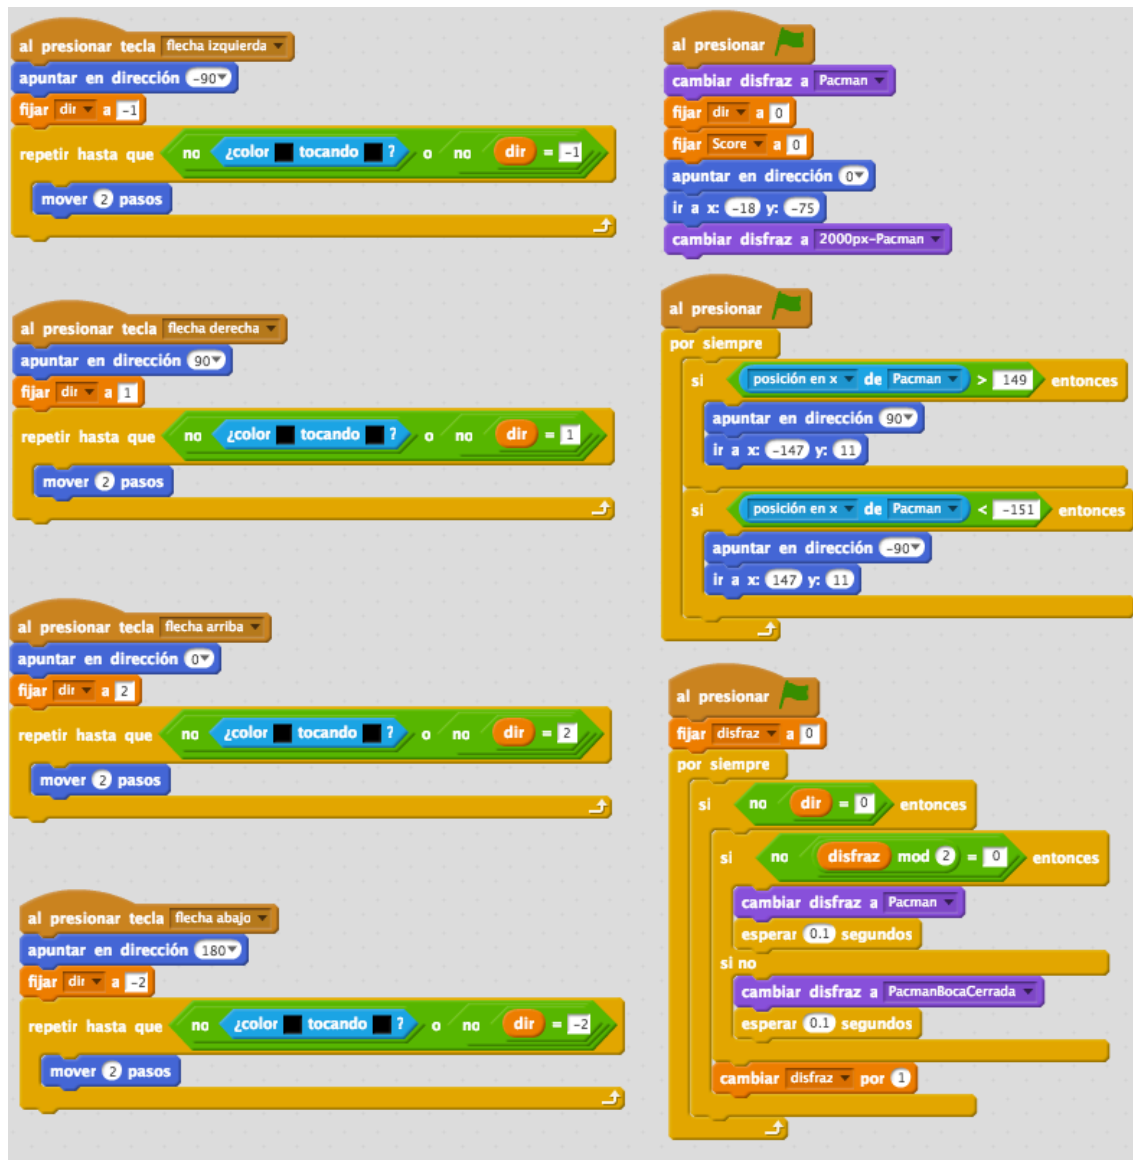 al presionar tecla flecha izquierda
apuntar en dirección -90
fijar dir a -1
repetir hasta que no ¿color tocando ? o no dir = -1
mover 2 pasos
al presionar tecla flecha derecha
apuntar en dirección 90
fijar dir a 1
repetir hasta que no ¿color tocando ? o no dir = 1
mover 2 pasos
al presionar tecla flecha arriba
apuntar en dirección 0
fijar dir a 2
repetir hasta que no ¿color tocando ? o no dir = 2
mover 2 pasos
al presionar tecla flecha abajo
apuntar en dirección 180
fijar dir a -2
repetir hasta que no ¿color tocando ? o no dir = -2
mover 2 pasos
al presionar
cambiar disfraz a Pacman
fijar dir a 0
fijar Score a 0
apuntar en dirección 0
ir a x: -18 y: -75
cambiar disfraz a 2000px-Pacman
al presionar
por siempre
si posición en x de Pacman > 149 entonces
apuntar en dirección 90
ir a x: -147 y: 11
si posición en x de Pacman < -151 entonces
apuntar en dirección -90
ir a x: 147 y: 11
al presionar
fijar disfraz a 0
por siempre
si no dir = 0 entonces
si no disfraz mod 2 = 0 entonces
cambiar disfraz a Pacman
esperar 0.1 segundos
si no
cambiar disfraz a PacmanBocaCerrada
esperar 0.1 segundos
cambiar disfraz por 1